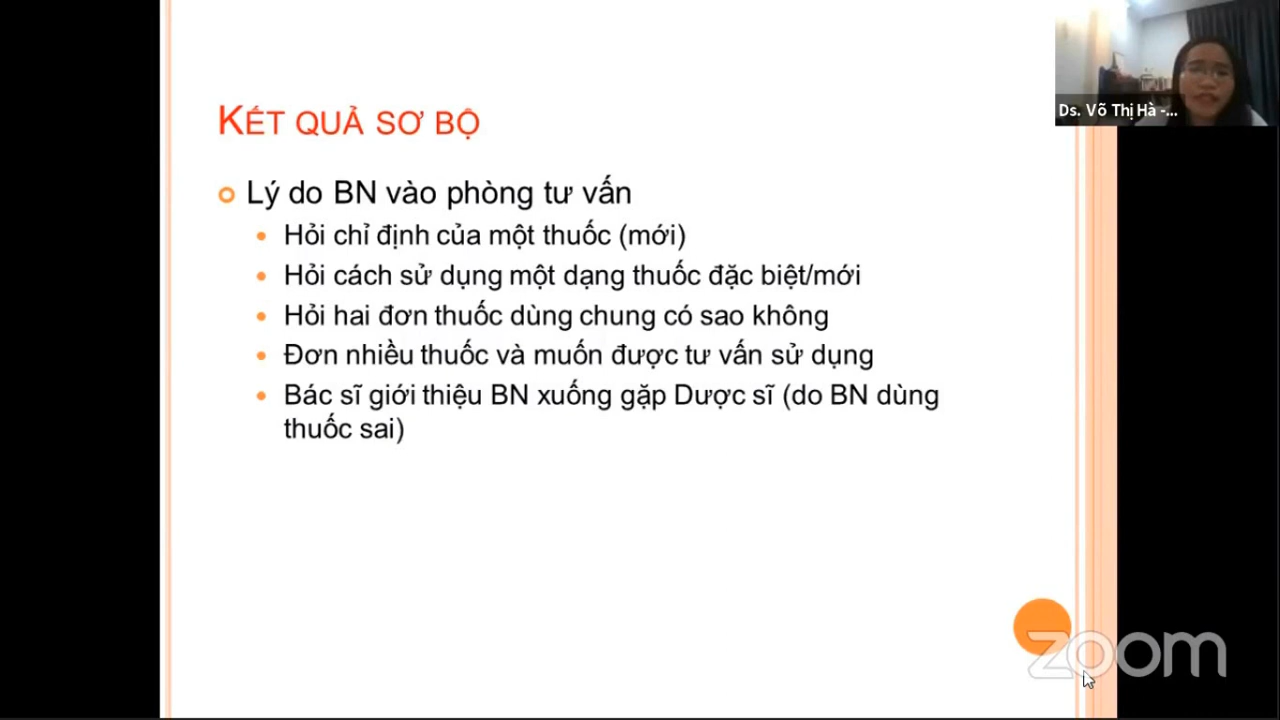 Ds. Võ Thị Hà -...
KẾT QUẢ SƠ BỘ
Lý do BN vào phòng tư vấn
Hỏi chỉ định của một thuốc (mới)
Hỏi cách sử dụng một dạng thuốc đặc biệt/mới
Hỏi hai đơn thuốc dùng chung có sao không
Đơn nhiều thuốc và muốn được tư vấn sử dụng
Bác sĩ giới thiệu BN xuống gặp Dược sĩ (do BN dùng
thuốc sai)
zoom